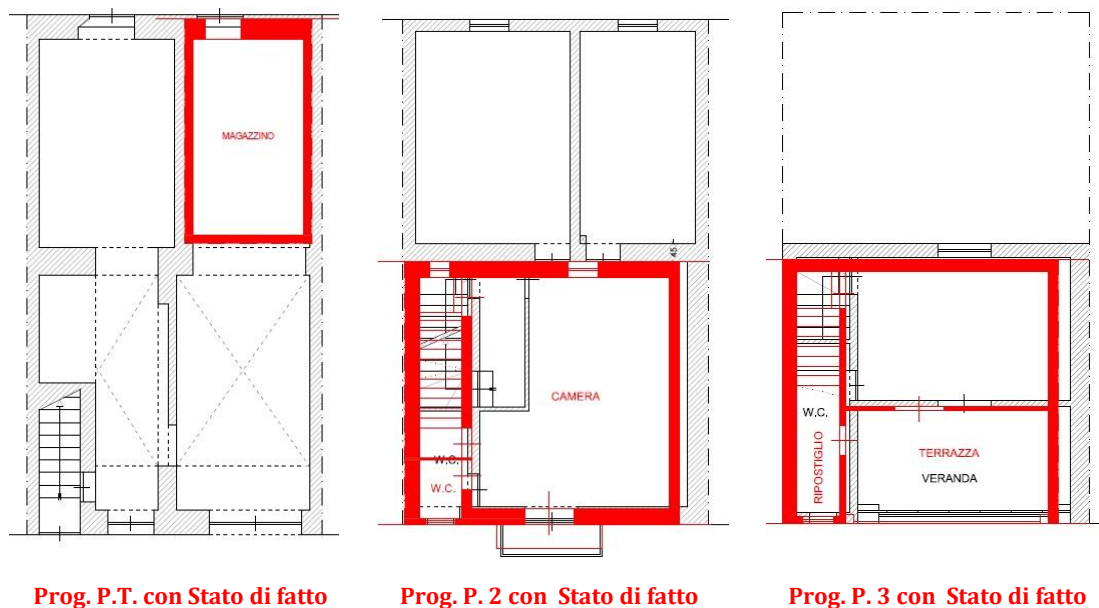 MAGAZZINO
45
CAMERA
W.C.
W.C.
W.C.
RIPOSTIGLIO
TERRAZZA
VERANDA
Prog. P.T. con Stato di fatto
Prog. P. 2 con Stato di fatto
Prog. P. 3 con Stato di fatto